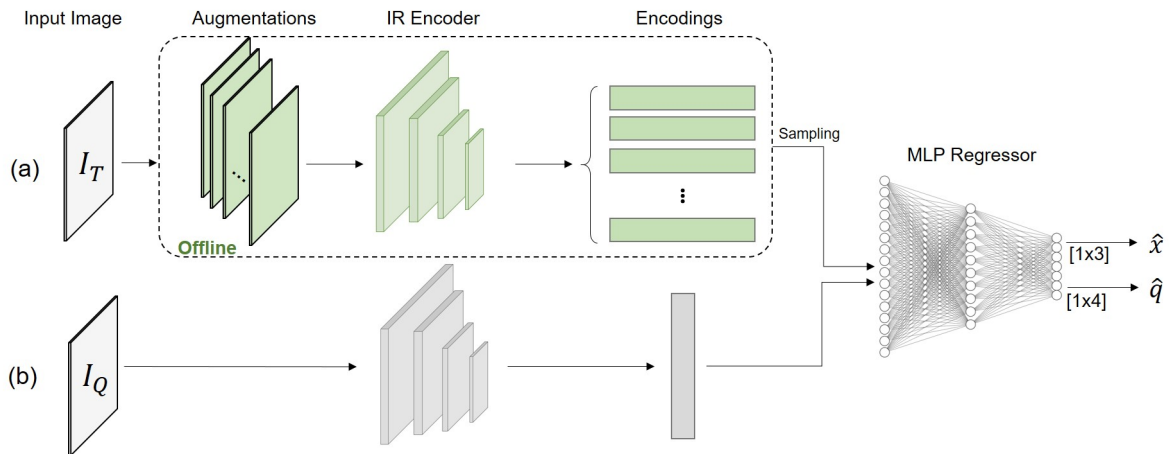 Input Image
Augmentations
IR Encoder
Encodings
(a)
I_T
...
Offline
...
Sampling
MLP Regressor
[1x3]
x̂
[1x4]
q̂
(b)
I_Q